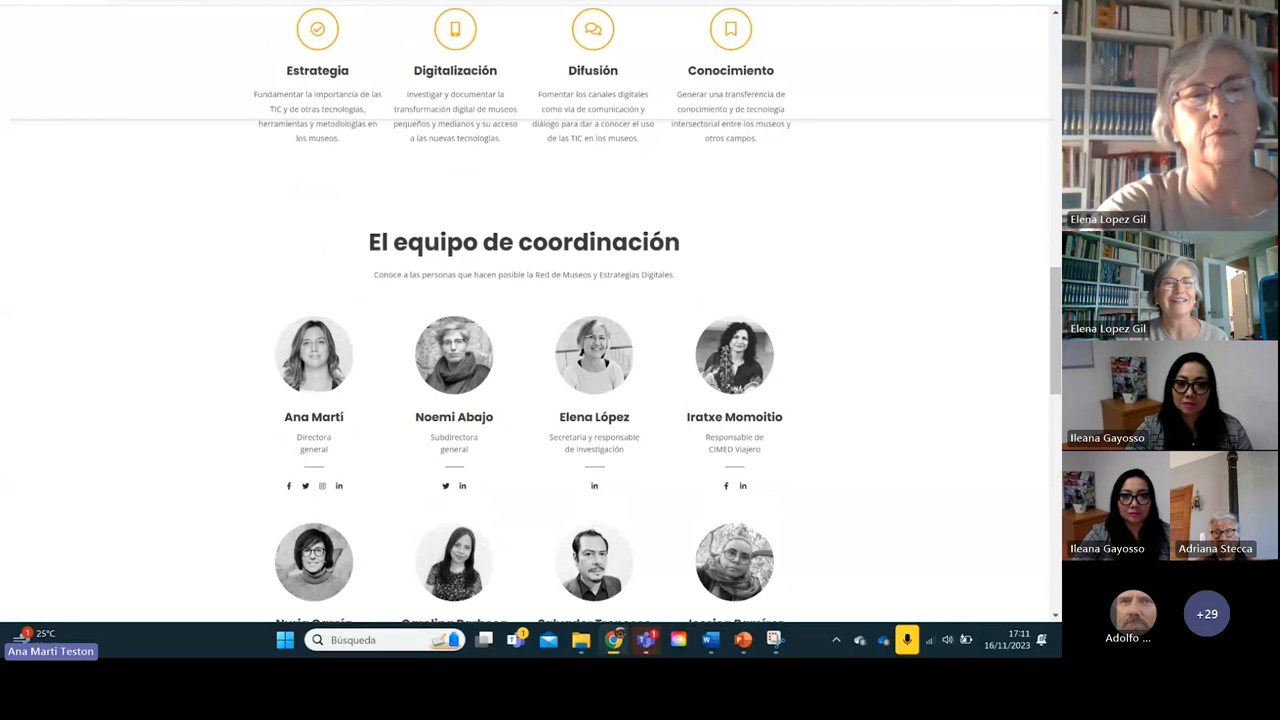 Estrategia
Digitalización
Difusión
Conocimiento
Fundamentar la importancia de las
TIC y de otras tecnologías,
herramientas y metodologías en
los museos.
Investigar y documentar la
transformación digital de museos
pequeños y medianos y su acceso
a las nuevas tecnologías.
Fomentar los canales digitales
como vía de comunicación y
diálogo para dar a conocer el uso
de las TIC en los museos.
Generar una transferencia de
conocimiento y de tecnología
intersectorial entre los museos y
otros campos.
El equipo de coordinación
Conoce a las personas que hacen posible la Red de Museos y Estrategias Digitales.
Ana Martí
Directora
general
Noemi Abajo
Subdirectora
general
Elena López
Secretaria y responsable
de investigación
Iratxe Momoitio
Responsable de
CIMED Viajero
Elena Lopez Gil
Elena Lopez Gil
Ileana Gayosso
Ileana Gayosso
Adriana Stecca
Adolfo ...
+29
1
25°C
Búsqueda
1
1
17:11
16/11/2023
Ana Marti Teston